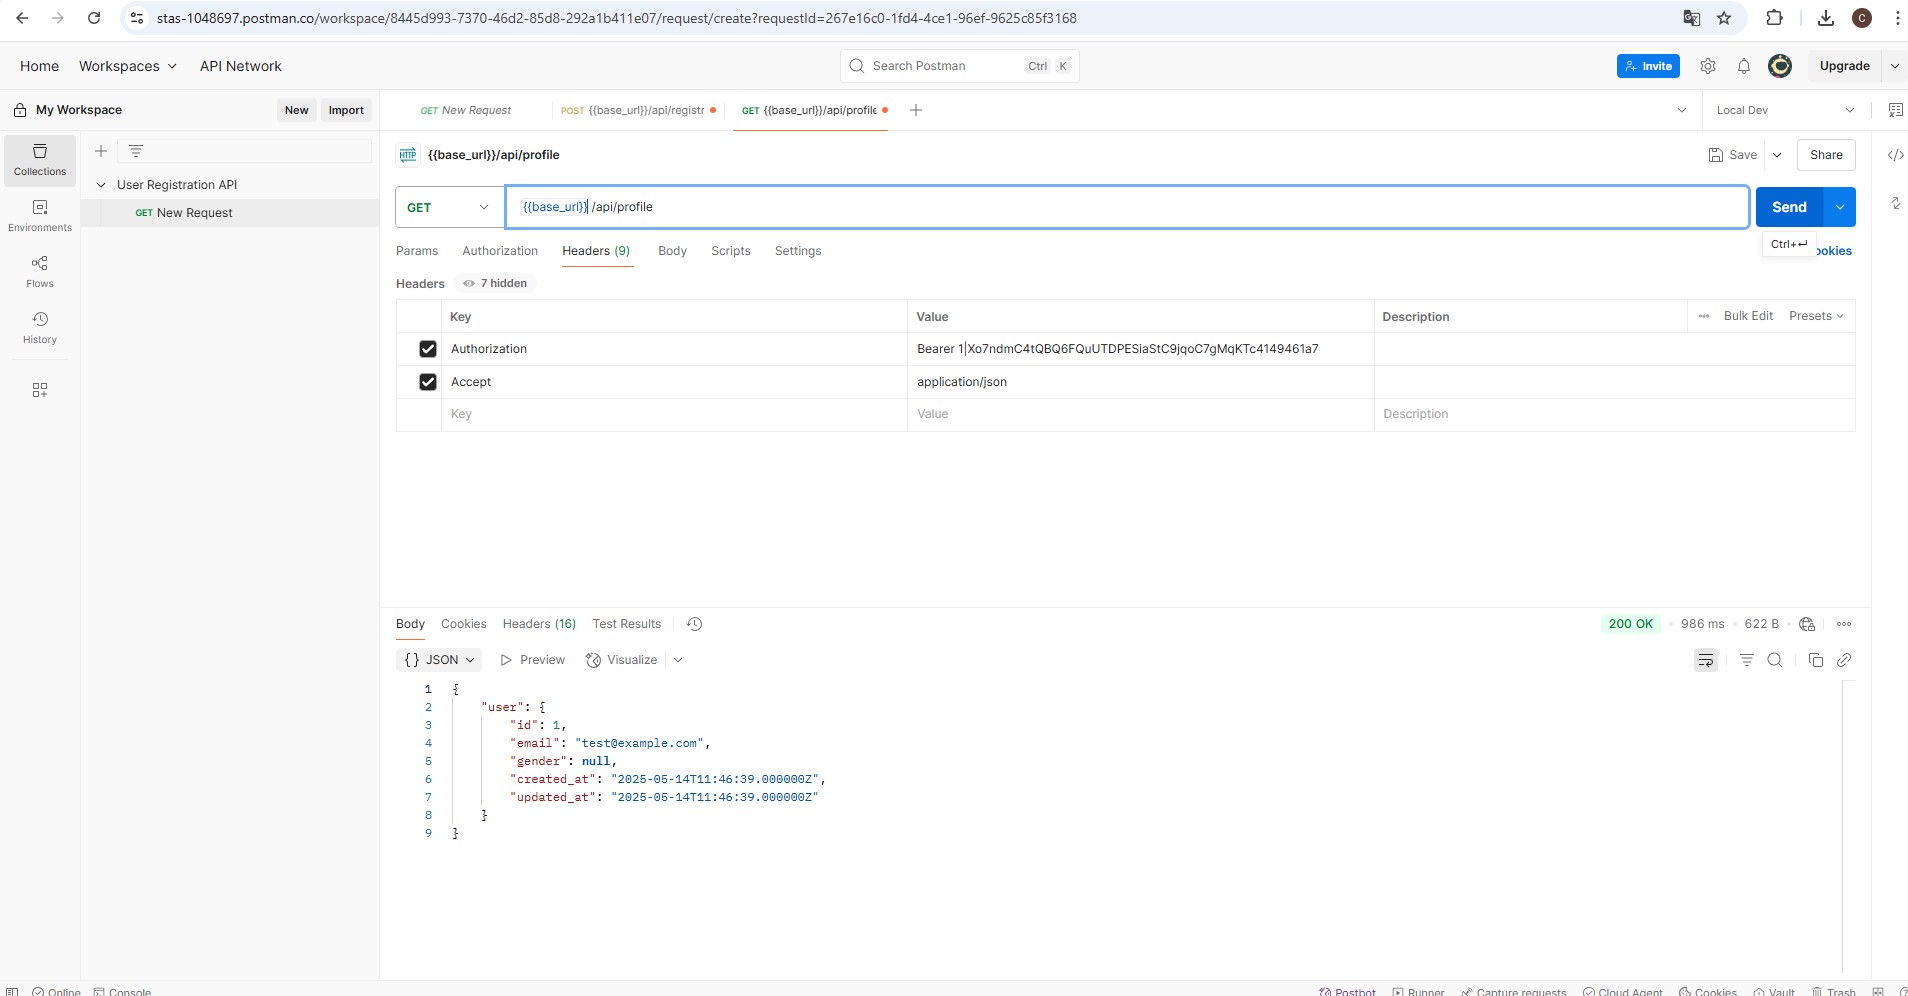 stas-1048697.postman.co/workspace/8445d993-7370-46d2-85d8-292a1b411e07/request/create?requestId=267e16c0-1fd4-4ce1-96ef-9625c85f3168
C
Home Workspaces API Network
Search Postman Ctrl K
Invite Upgrade
My Workspace New Import
GET New Request POST {{base_url}}/api/registr GET {{base_url}}/api/profile
Local Dev
Collections
Environments
Flows
History
User Registration API
GET New Request
HTTP {{base_url}}/api/profile
Save Share
GET {{base_url}} /api/profile Send
Ctrl+↵ ookies
Params Authorization Headers (9) Body Scripts Settings
Headers 7 hidden
Key Value Description Bulk Edit Presets
Authorization Bearer 1|Xo7ndmC4tQBQ6FQuUTDPESiaStC9jqoC7gMqKTc4149461a7
Accept application/json
Key Value Description
Body Cookies Headers (16) Test Results 200 OK 986 ms 622 B
{} JSON Preview Visualize
1 {
2 "user": {
3 "id": 1,
4 "email": "test@example.com",
5 "gender": null,
6 "created_at": "2025-05-14T11:46:39.000000Z",
7 "updated_at": "2025-05-14T11:46:39.000000Z"
8 }
9 }
Online Console Postbot Runner Capture requests Cloud Agent Cookies Vault Trash